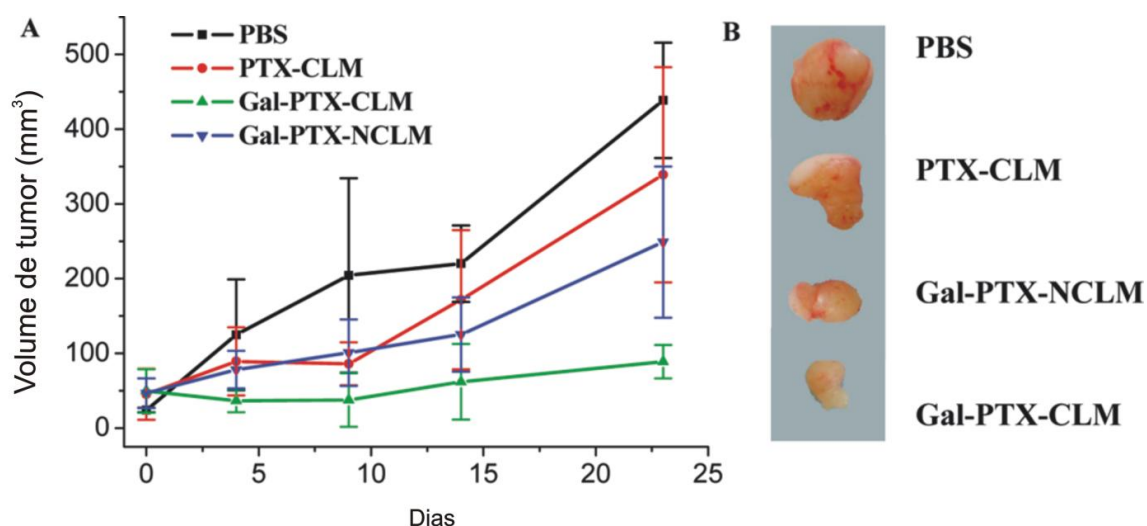 A
PBS
PTX-CLM
Gal-PTX-CLM
Gal-PTX-NCLM
Volume de tumor (mm³)
500
400
300
200
100
0
0 5 10 15 20 25
Dias
B
PBS
PTX-CLM
Gal-PTX-NCLM
Gal-PTX-CLM